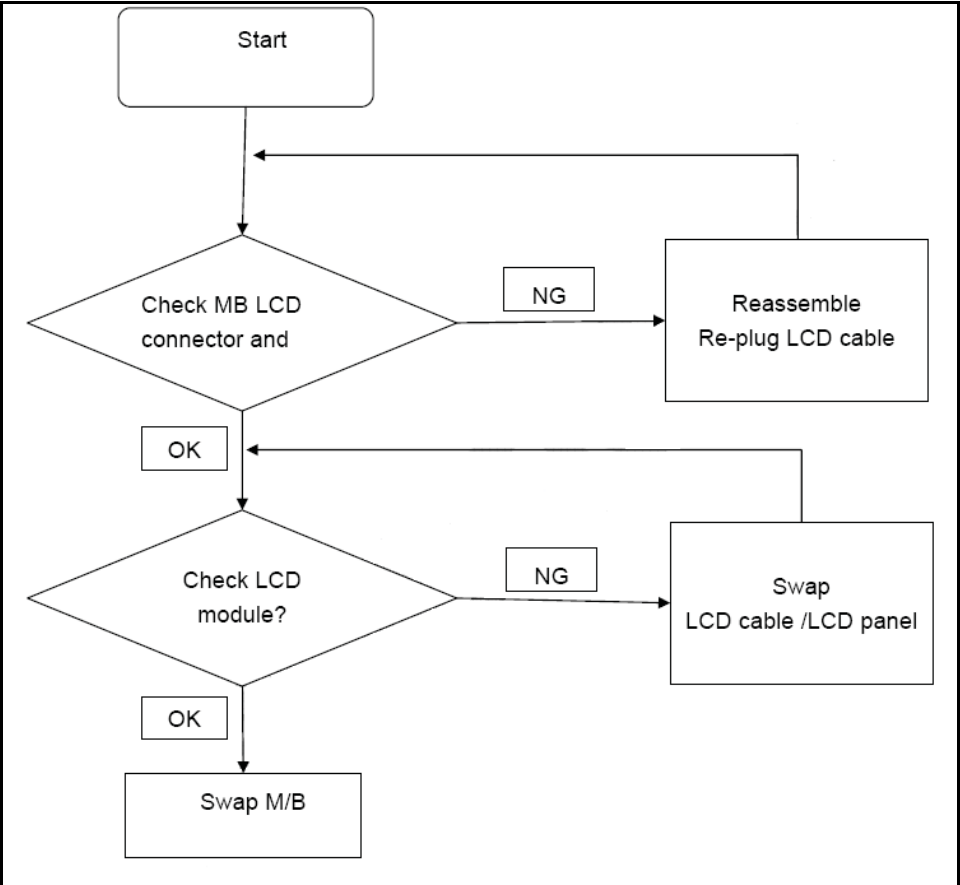 Start
Check MB LCD
connector and
NG
Reassemble
Re-plug LCD cable
OK
Check LCD
module?
NG
Swap
LCD cable /LCD panel
OK
Swap M/B